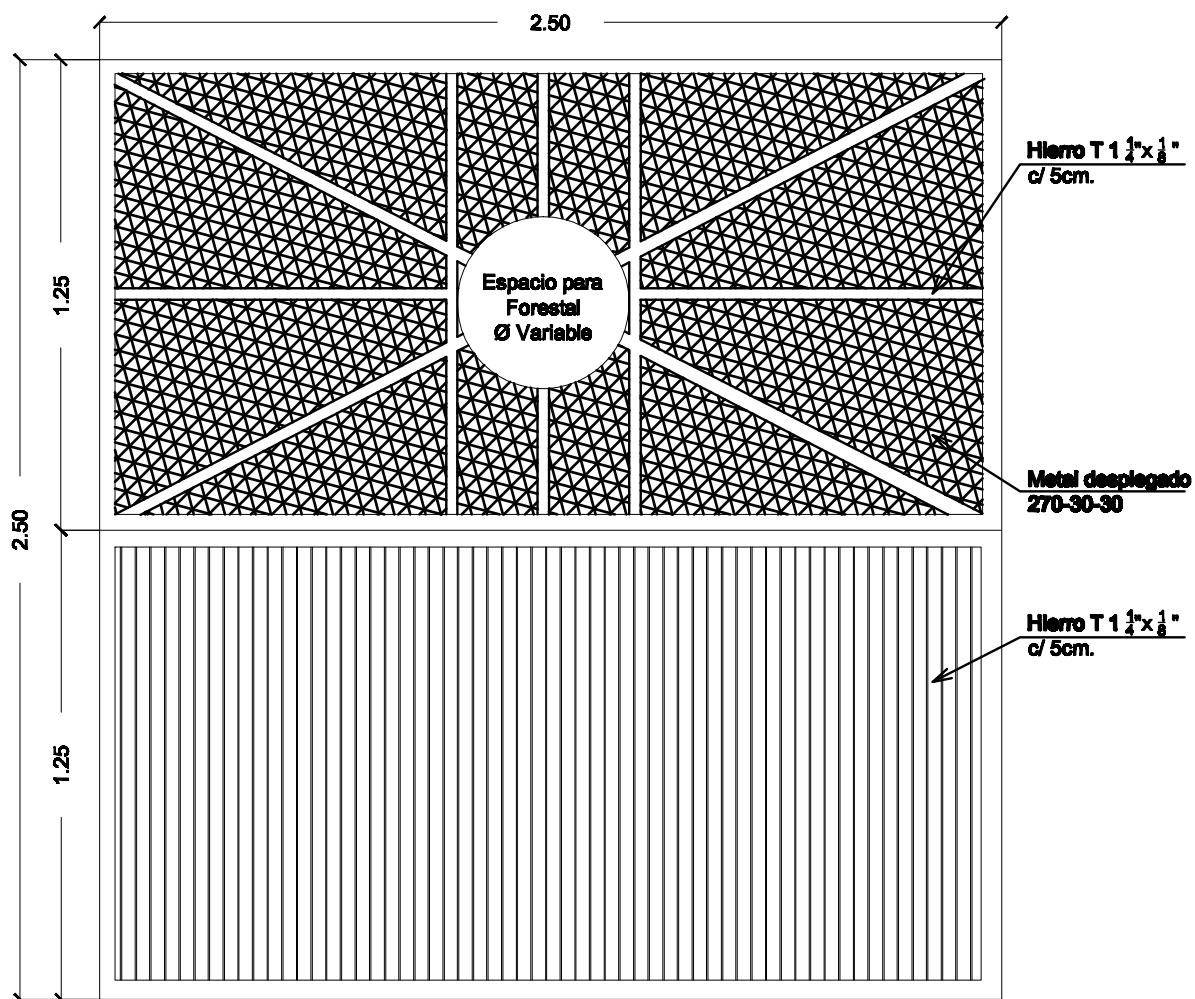 2.50
Hierro T 1 1/4"x 1/8 "
c/ 5cm.
1.25
Espacio para
Forestal
Ø Variable
Metal desplegado
270-30-30
2.50
Hierro T 1 1/4"x 1/8 "
c/ 5cm.
1.25